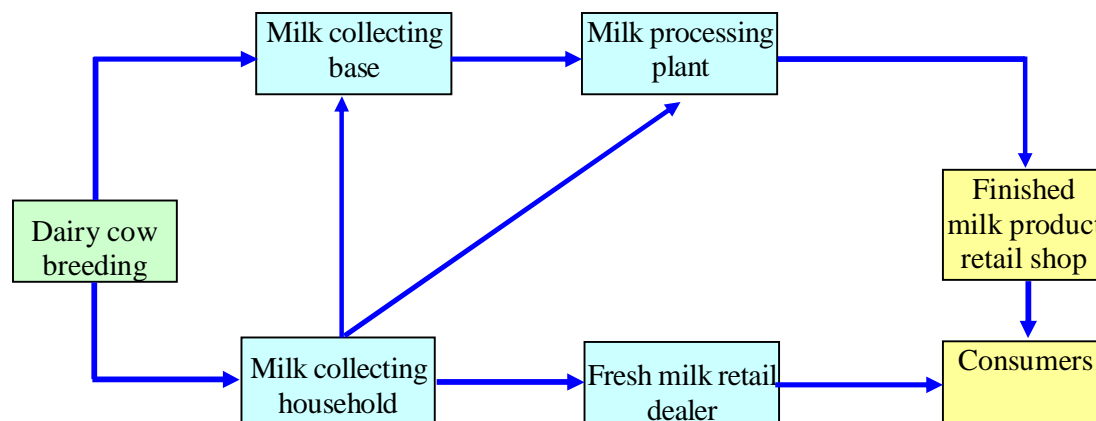 Milk collecting
base
Milk processing
plant
Dairy cow
breeding
Finished
milk product
retail shop
Milk collecting
household
Fresh milk retail
dealer
Consumers